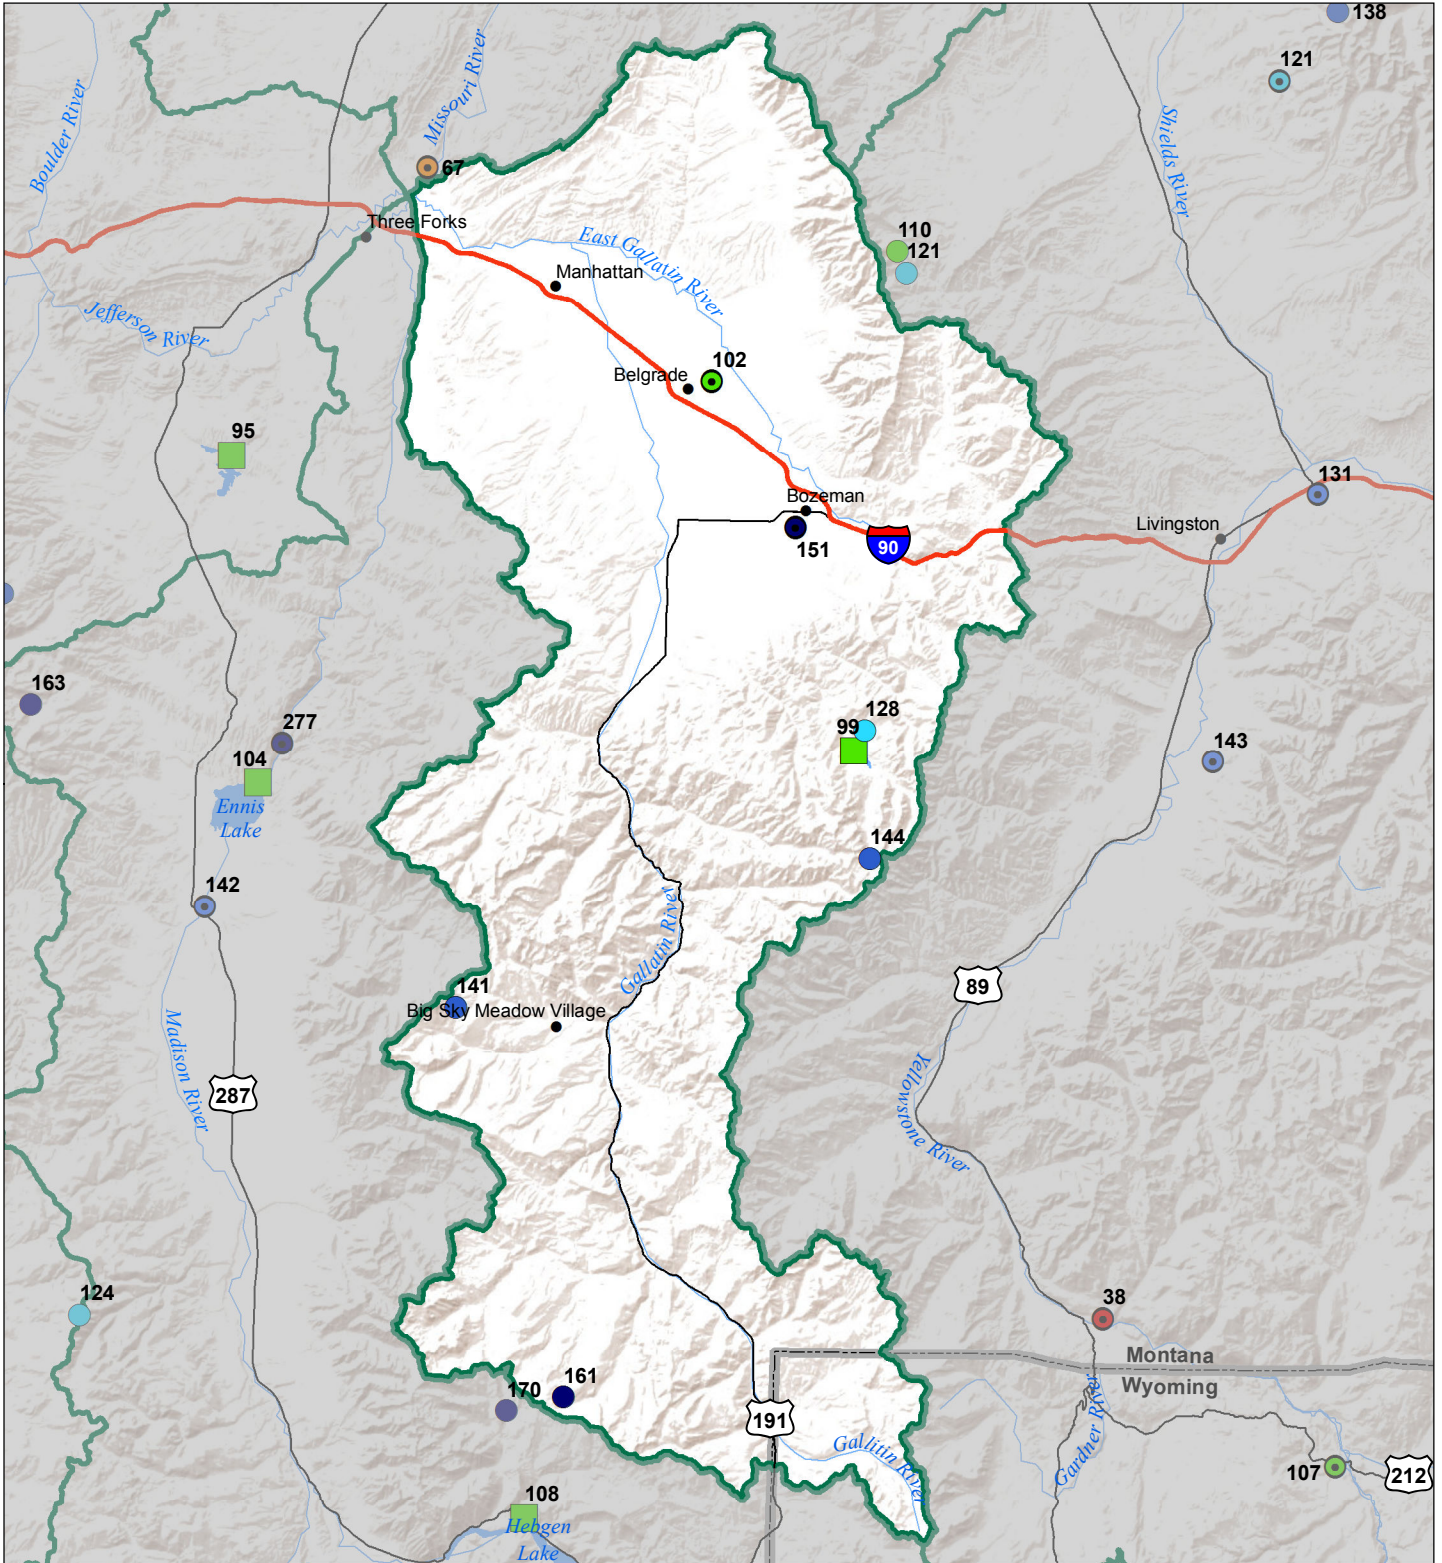 138
121
Missouri River
Boulder River
Shields River
67
Three Forks
110
121
East Gallatin River
Manhattan
Jefferson River
102
Belgrade
95
131
Bozeman
Livingston
151
90
163
128
277
99
143
104
Ennis
Lake
144
142
Gallatin River
141
Big Sky Meadow Village
89
Madison River
Yellowstone River
287
124
38
Montana
Wyoming
170
161
Gardner River
191
Gallitin River
107
212
108
Hebgen
Lake